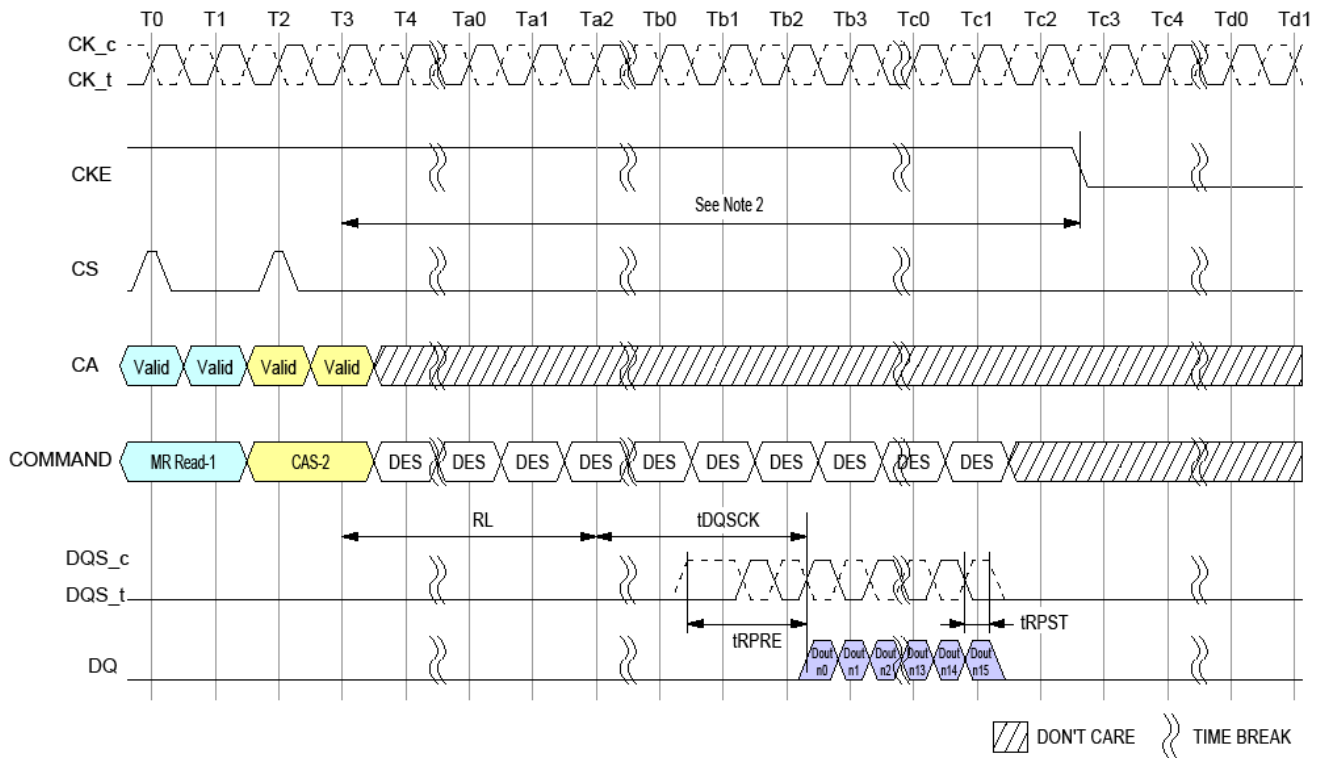 T0 T1 T2 T3 T4 Ta0 Ta1 Ta2 Tb0 Tb1 Tb2 Tb3 Tc0 Tc1 Tc2 Tc3 Tc4 Td0 Td1
CK_c
CK_t
CKE
See Note 2
CS
CA Valid Valid Valid Valid
COMMAND MR Read-1 CAS-2 DES DES DES DES DES DES DES DES DES DES
RL tDQSCK
DQS_c
DQS_t
tRPRE tRPST
DQ Dout n0 Dout n1 Dout n2 Dout n13 Dout n14 Dout n15
DON'T CARE TIME BREAK